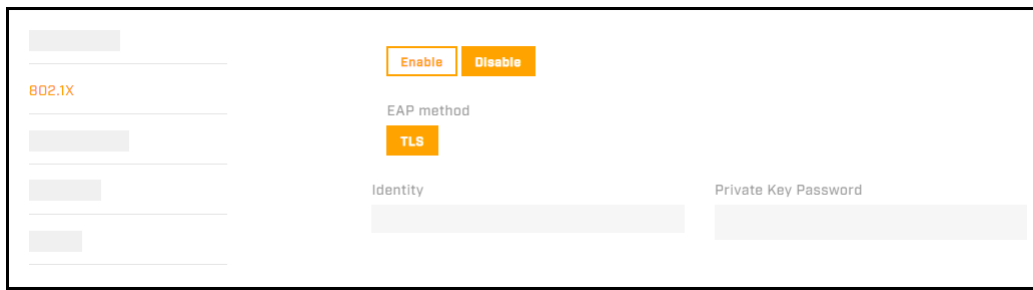 802.1X
Enable Disable
EAP method
TLS
Identity Private Key Password